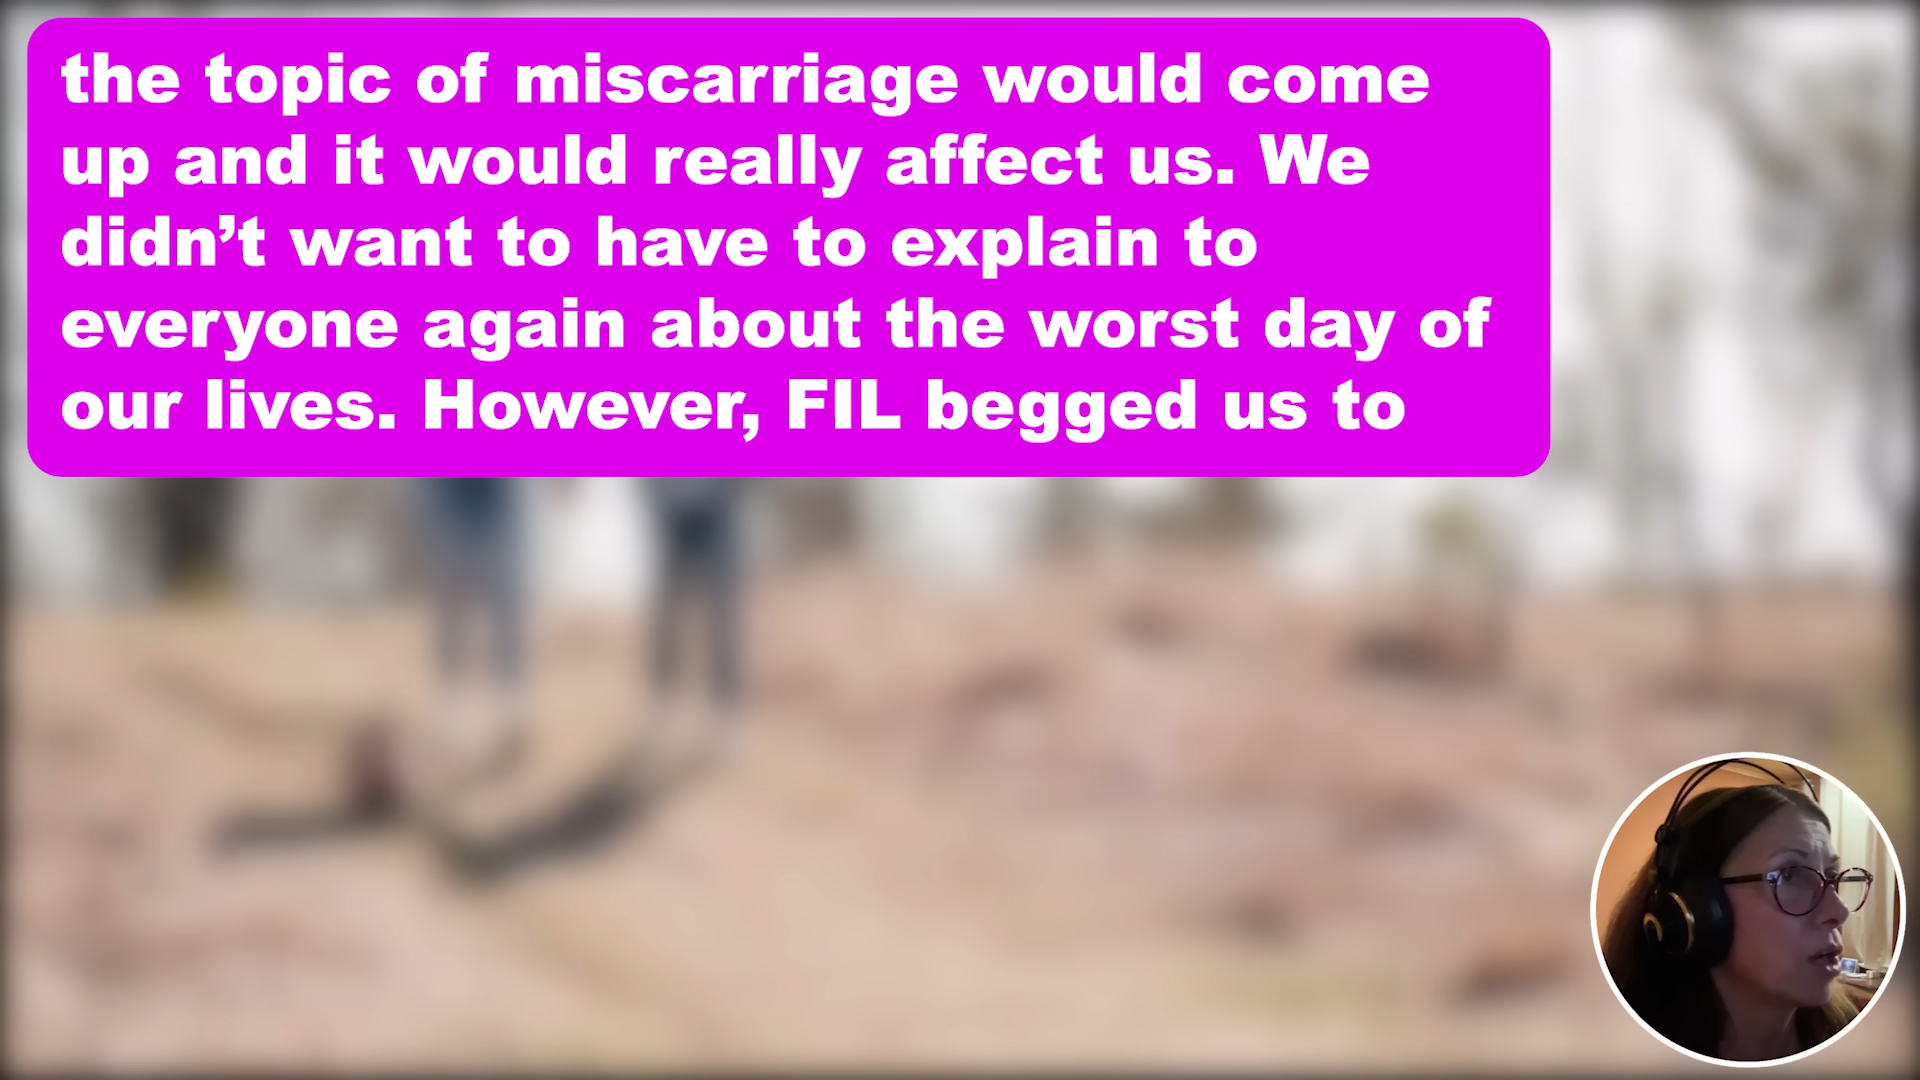 the topic of miscarriage would come
up and it would really affect us. We
didn’t want to have to explain to
everyone again about the worst day of
our lives. However, FIL begged us to